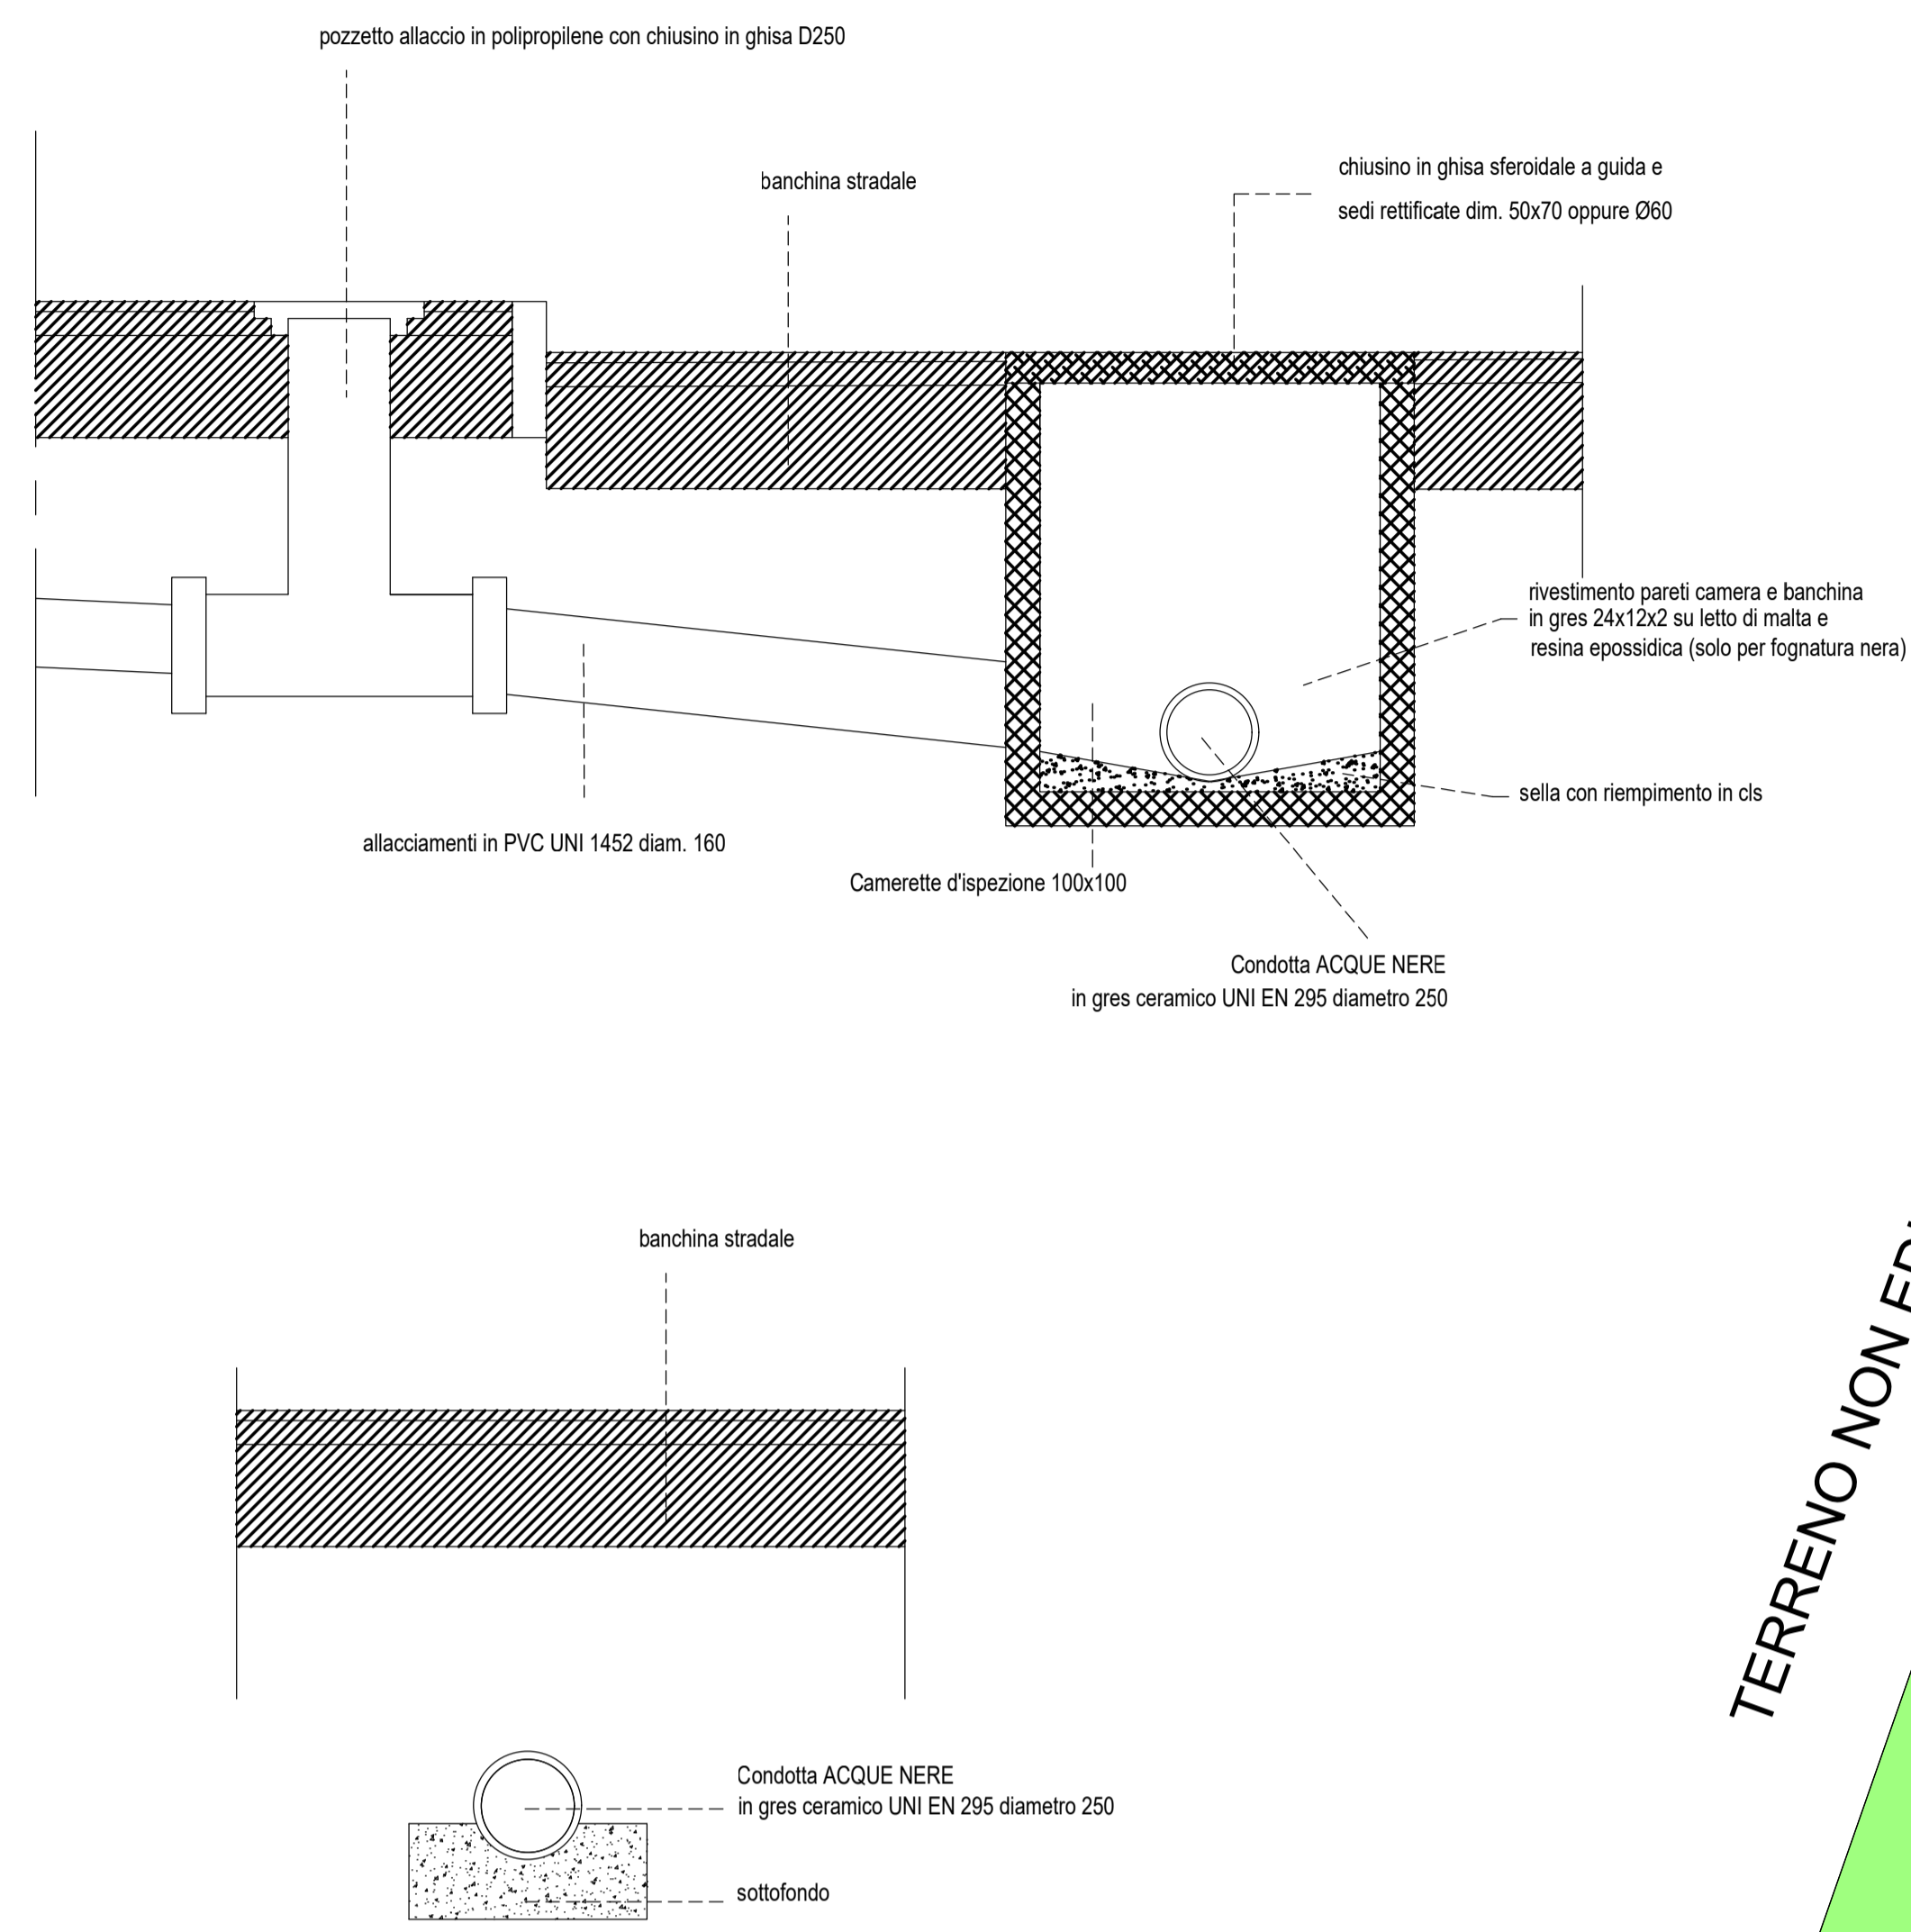 pozzetto allaccio in polipropilene con chiusino in ghisa D250
banchina stradale
chiusino in ghisa sferoidale a guida e
sedi rettificate dim. 50x70 oppure Ø60
rivestimento pareti camera e banchina
in gres 24x12x2 su letto di malta e
resina epossidica (solo per fognatura nera)
sella con riempimento in cls
allacciamenti in PVC UNI 1452 diam. 160
Camerette d'ispezione 100x100
Condotta ACQUE NERE
in gres ceramico UNI EN 295 diametro 250
banchina stradale
Condotta ACQUE NERE
in gres ceramico UNI EN 295 diametro 250
sottofondo
TERRENO NON